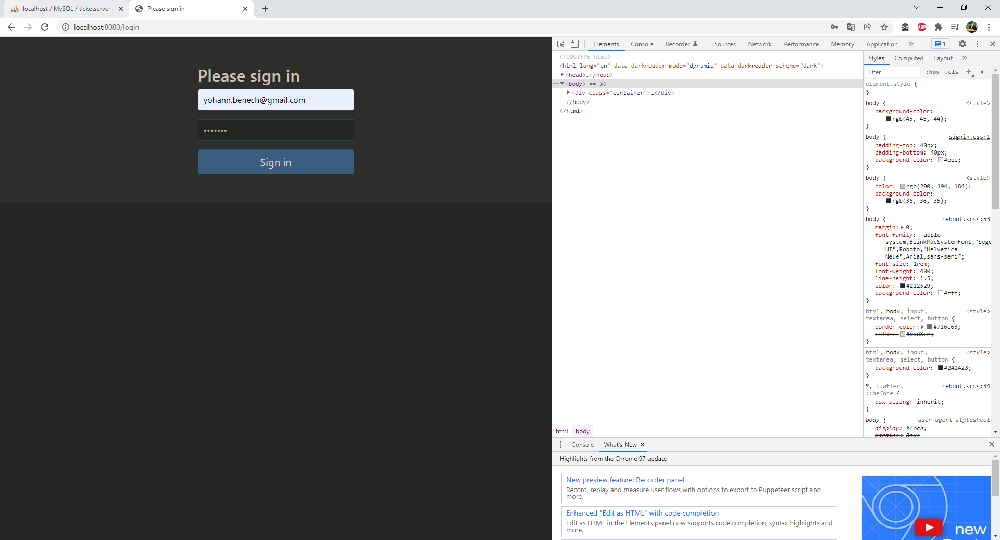 localhost / MySQL / ticketserver
Please sign in
localhost:8080/login
ABP
Please sign in
yohann.benech@gmail.com
•••••••
Sign in
Elements Console Recorder Sources Network Performance Memory Application » 1
<!DOCTYPE html>
<html lang="en" data-darkreader-mode="dynamic" data-darkreader-scheme="dark">
<head>…</head>
<body> == $0
<div class="container">…</div>
</body>
</html>
html body
Styles Computed Layout »
Filter :hov .cls +
element.style {
}
body { <style>
background-color:
rgb(45, 45, 44);
}
body { signin.css:1
padding-top: 40px;
padding-bottom: 40px;
background-color: #eee;
}
body { <style>
color: rgb(200, 194, 184);
background-color:
rgb(36, 36, 35);
}
body { _reboot.scss:53
margin: 0;
font-family: -apple-
system,BlinkMacSystemFont,"Sego
UI",Roboto,"Helvetica
Neue",Arial,sans-serif;
font-size: 1rem;
font-weight: 400;
line-height: 1.5;
color: #212529;
background-color: #fff;
}
html, body, input, <style>
textarea, select, button {
border-color: #716c63;
color: #ddd8ce;
}
html, body, input, <style>
textarea, select, button {
background-color: #242423;
}
*, ::after, _reboot.scss:34
::before {
box-sizing: inherit;
}
body { user agent stylesheet
display: block;
margin: 8px;
Console What's New
Highlights from the Chrome 97 update
New preview feature: Recorder panel
Record, replay and measure user flows with options to export to Puppeteer script and
more.
Enhanced "Edit as HTML" with code completion
Edit as HTML in the Elements panel now supports code completion, syntax highlights and
more.
new